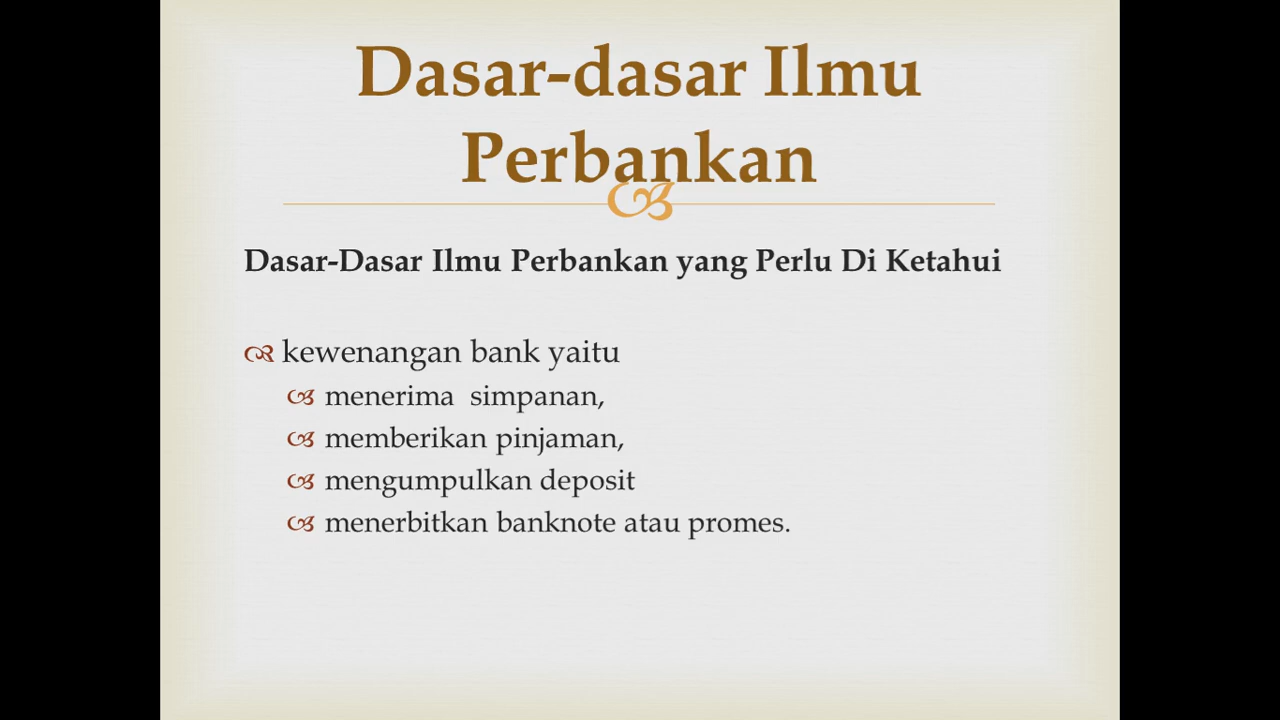 Dasar-dasar Ilmu
Perbankan
Dasar-Dasar Ilmu Perbankan yang Perlu Di Ketahui
kewenangan bank yaitu
menerima  simpanan,
memberikan pinjaman,
mengumpulkan deposit
menerbitkan banknote atau promes.